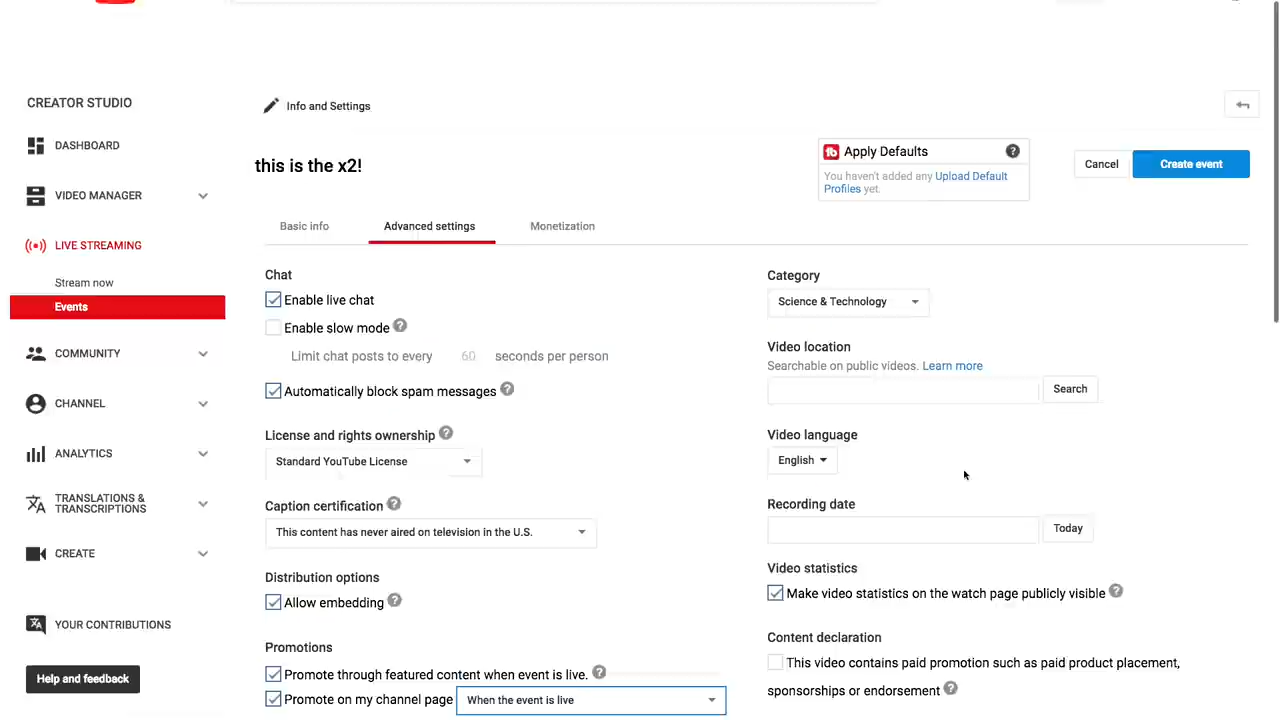 CREATOR STUDIO
DASHBOARD
VIDEO MANAGER
LIVE STREAMING
Stream now
Events
COMMUNITY
CHANNEL
ANALYTICS
TRANSLATIONS &
TRANSCRIPTIONS
CREATE
YOUR CONTRIBUTIONS
Help and feedback
Info and Settings
this is the x2!
Apply Defaults ?
You haven't added any Upload Default
Profiles yet.
Cancel
Create event
Basic info
Advanced settings
Monetization
Chat
Enable live chat
Enable slow mode ?
Limit chat posts to every 60 seconds per person
Automatically block spam messages ?
License and rights ownership ?
Standard YouTube License
Caption certification ?
This content has never aired on television in the U.S.
Distribution options
Allow embedding ?
Promotions
Promote through featured content when event is live. ?
Promote on my channel page When the event is live
Category
Science & Technology
Video location
Searchable on public videos. Learn more
Search
Video language
English
Recording date
Today
Video statistics
Make video statistics on the watch page publicly visible ?
Content declaration
This video contains paid promotion such as paid product placement,
sponsorships or endorsement ?